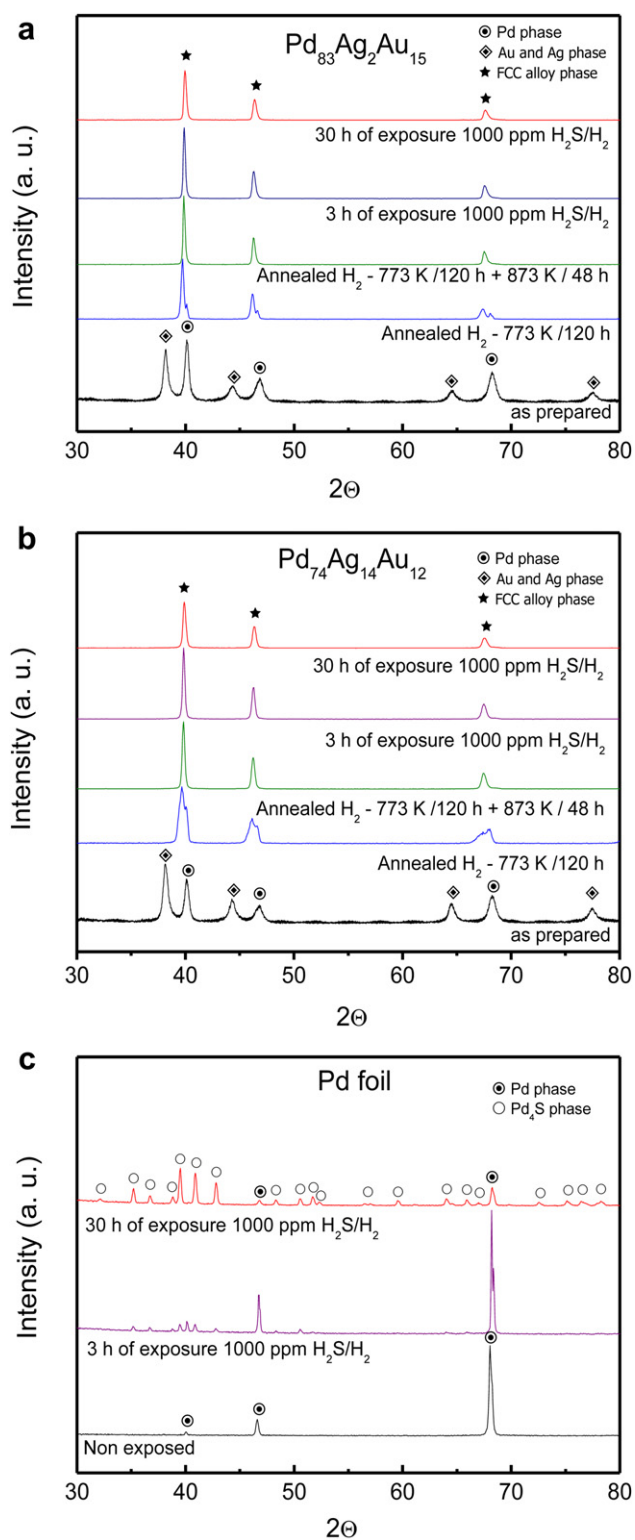 a
Pd₈₃Ag₂Au₁₅
Pd phase
Au and Ag phase
FCC alloy phase
30 h of exposure 1000 ppm H₂S/H₂
3 h of exposure 1000 ppm H₂S/H₂
Annealed H₂ - 773 K /120 h + 873 K / 48 h
Annealed H₂ - 773 K /120 h
as prepared
Intensity (a. u.)
30 40 50 60 70 80
2Θ
b
Pd₇₄Ag₁₄Au₁₂
Pd phase
Au and Ag phase
FCC alloy phase
30 h of exposure 1000 ppm H₂S/H₂
3 h of exposure 1000 ppm H₂S/H₂
Annealed H₂ - 773 K /120 h + 873 K / 48 h
Annealed H₂ - 773 K /120 h
as prepared
Intensity (a. u.)
30 40 50 60 70 80
2Θ
c
Pd foil
Pd phase
Pd₄S phase
30 h of exposure 1000 ppm H₂S/H₂
3 h of exposure 1000 ppm H₂S/H₂
Non exposed
Intensity (a. u.)
30 40 50 60 70 80
2Θ